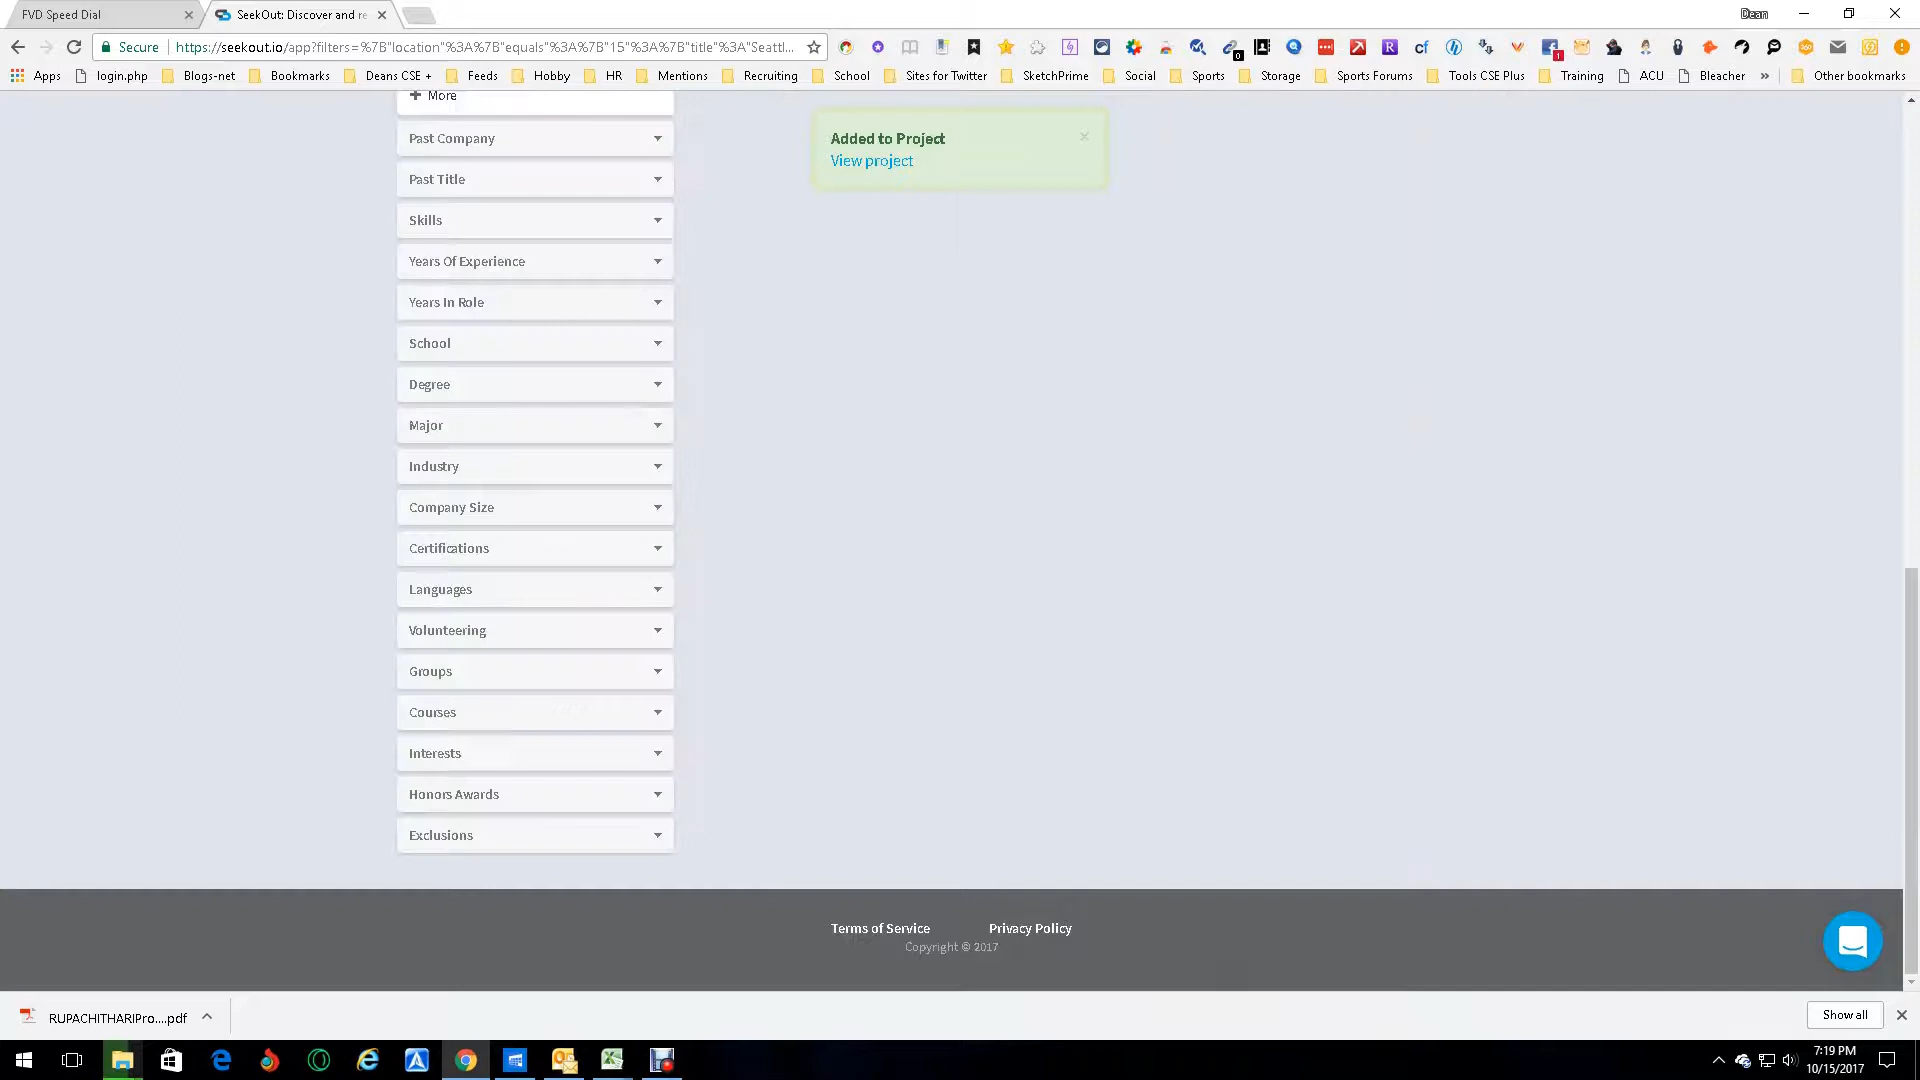 FVD Speed Dial
SeekOut: Discover and re
Dean
Secure
https://seekout.io/app?filters=%7B"location"%3A%7B"equals"%3A%7B"15"%3A%7B"title"%3A"Seattl...
0
1
Apps
login.php
Blogs-net
Bookmarks
Deans CSE +
Feeds
Hobby
HR
Mentions
Recruiting
School
Sites for Twitter
SketchPrime
Social
Sports
Storage
Sports Forums
Tools CSE Plus
Training
ACU
Bleacher
»
Other bookmarks
+ More
Past Company
Past Title
Skills
Years Of Experience
Years In Role
School
Degree
Major
Industry
Company Size
Certifications
Languages
Volunteering
Groups
Courses
Interests
Honors Awards
Exclusions
Added to Project
View project
Terms of Service
Privacy Policy
Copyright © 2017
RUPACHITHARIPro....pdf
Show all
7:19 PM
10/15/2017